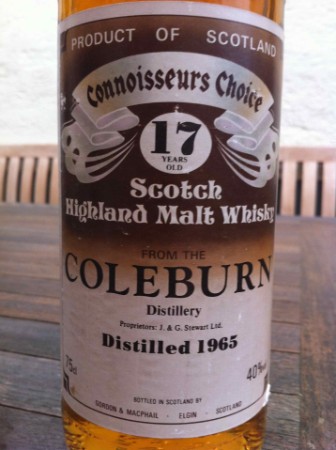 PRODUCT OF SCOTLAND
Connoisseurs Choice
17
YEARS
OLD
Scotch
Highland Malt Whisky
FROM THE
COLEBURN
Distillery
Proprietors: J. & G. Stewart Ltd.
Distilled 1965
75cl
40%
BOTTLED IN SCOTLAND BY
GORDON & MACPHAIL - ELGIN - SCOTLAND